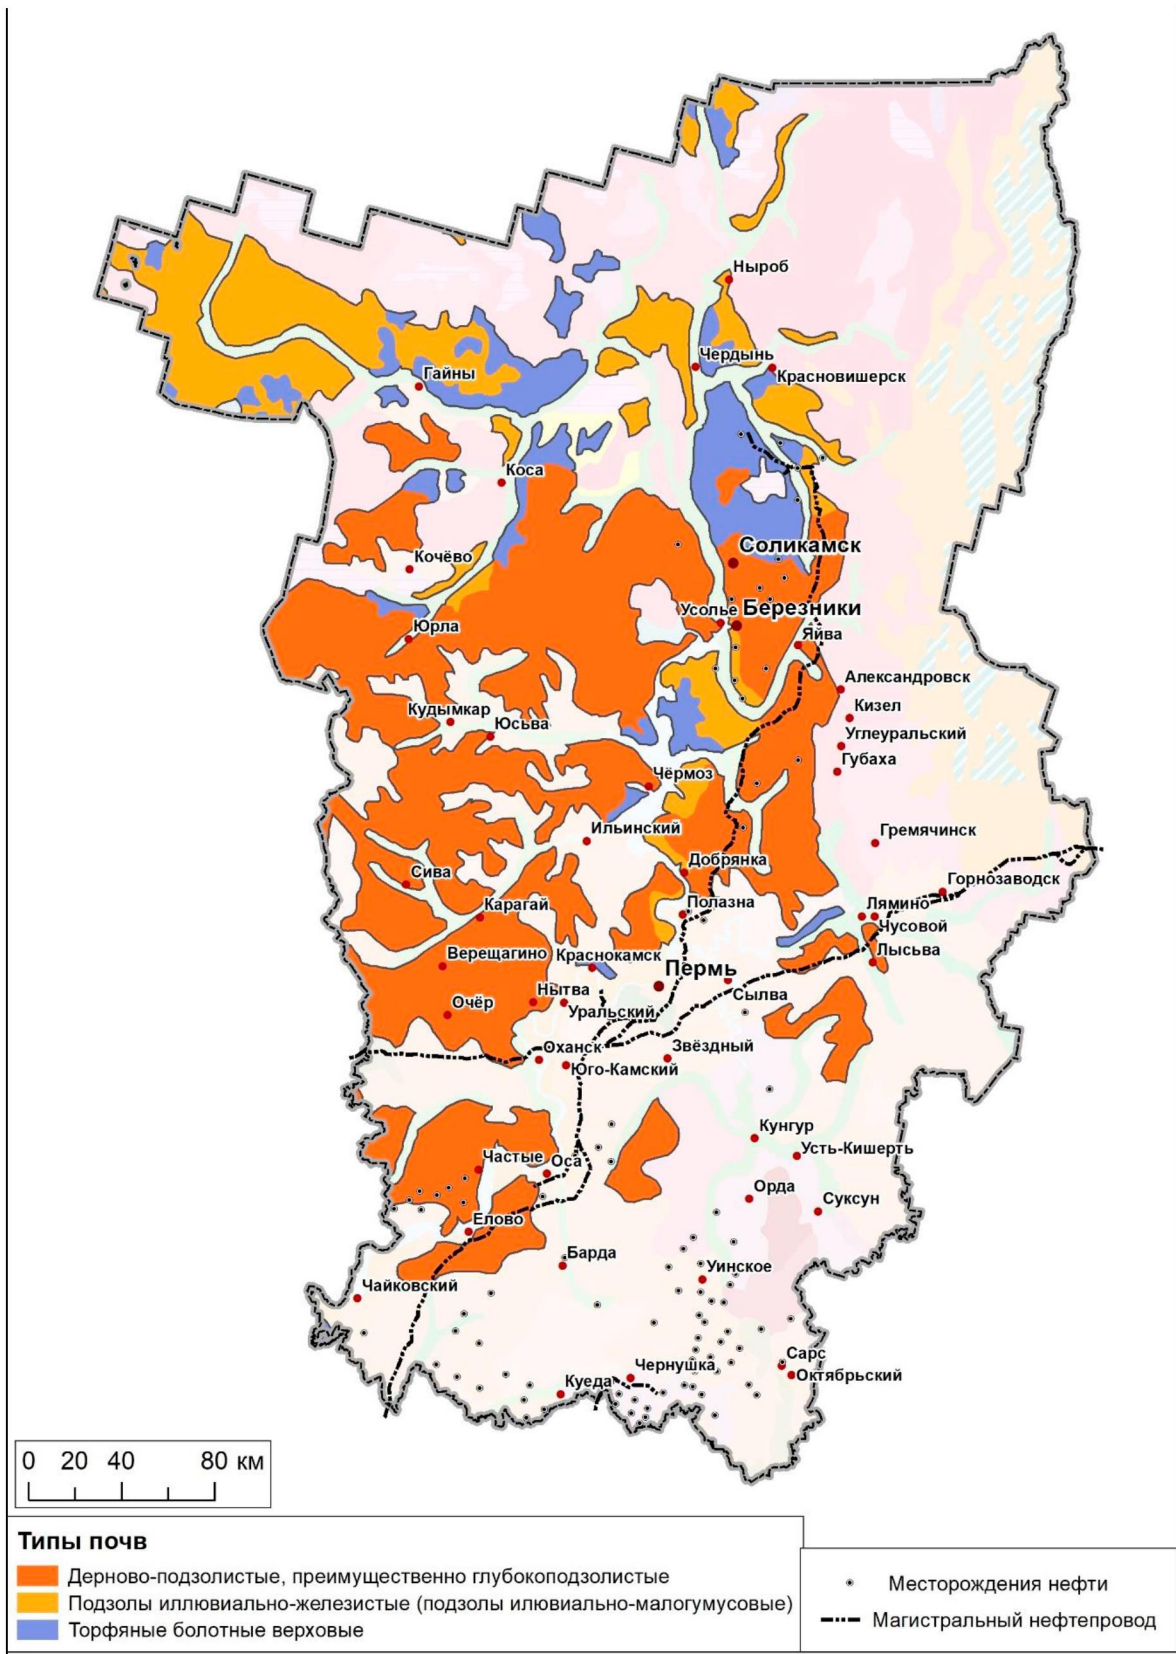 Ныроб
Чердынь
Красновишерск
Гайны
Коса
Соликамск
Кочёво
Усолье
Березники
Юрла
Яйва
Александровск
Кудымкар
Кизел
Юсьва
Углеуральский
Губаха
Чёрмоз
Ильинский
Гремячинск
Добрянка
Сива
Горнозаводск
Карагай
Полазна
Лямино
Чусовой
Верещагино
Краснокамск
Лысьва
Пермь
Нытва
Сылва
Очёр
Уральский
Оханск
Звёздный
Юго-Камский
Кунгур
Усть-Кишерть
Частые
Оса
Орда
Суксун
Елово
Барда
Уинское
Чайковский
Сарс
Чернушка
Октябрьский
Куеда
0 20 40 80 км
Типы почв
Дерново-подзолистые, преимущественно глубокоподзолистые
Подзолы иллювиально-железистые (подзолы илювиально-малогумусовые)
Торфяные болотные верховые
Месторождения нефти
Магистральный нефтепровод